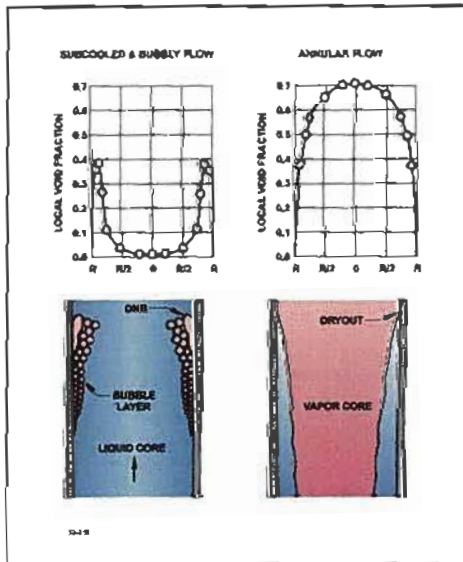 SUBCOOLED & BUBBLY FLOW
LOCAL VOID FRACTION
0.7
0.6
0.5
0.4
0.3
0.2
0.1
0.0
R R/2 0 R/2 R
ANNULAR FLOW
LOCAL VOID FRACTION
0.7
0.6
0.5
0.4
0.3
0.2
0.1
0.0
R R/2 0 R/2 R
DNB
BUBBLE
LAYER
LIQUID CORE
DRYOUT
VAPOR CORE